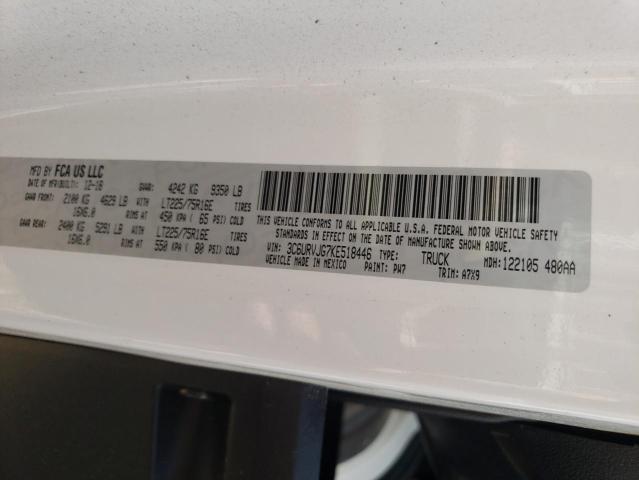 MFD BY FCA US LLC
DATE OF MFR(BUILT): 12-18 GVWR: 4242 KG 9350 LB
GAWR FRONT: 2100 KG 4629 LB WITH LT225/75R16E TIRES
16X6.0 RIMS AT 450 KPA ( 65 PSI) COLD
GAWR REAR: 2400 KG 5291 LB WITH LT225/75R16E TIRES
16X6.0 RIMS AT 550 KPA ( 80 PSI) COLD
THIS VEHICLE CONFORMS TO ALL APPLICABLE U.S.A. FEDERAL MOTOR VEHICLE SAFETY
STANDARDS IN EFFECT ON THE DATE OF MANUFACTURE SHOWN ABOVE.
VIN: 3C6URVJG7KE518446 TYPE: TRUCK MDH: 122105 480AA
VEHICLE MADE IN MEXICO PAINT: PW7 TRIM: A7X9